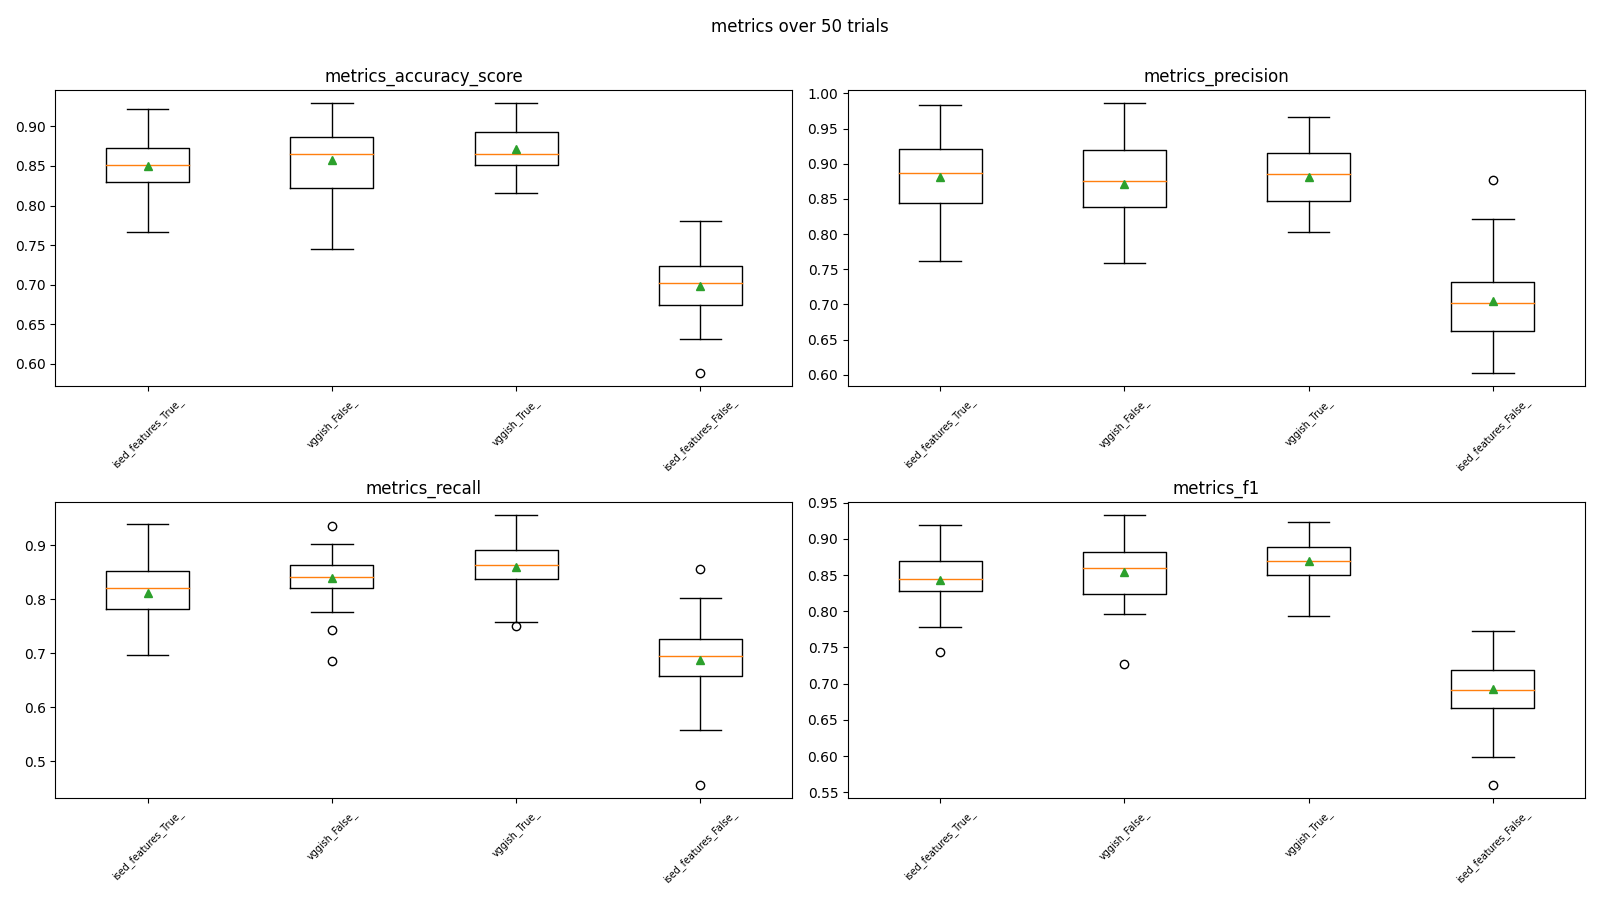 metrics over 50 trials
metrics_accuracy_score
0.90
0.85
0.80
0.75
0.70
0.65
0.60
ised_features_True_
vggish_False_
vggish_True_
ised_features_False_
metrics_precision
1.00
0.95
0.90
0.85
0.80
0.75
0.70
0.65
0.60
ised_features_True_
vggish_False_
vggish_True_
ised_features_False_
metrics_recall
0.9
0.8
0.7
0.6
0.5
ised_features_True_
vggish_False_
vggish_True_
ised_features_False_
metrics_f1
0.95
0.90
0.85
0.80
0.75
0.70
0.65
0.60
0.55
ised_features_True_
vggish_False_
vggish_True_
ised_features_False_